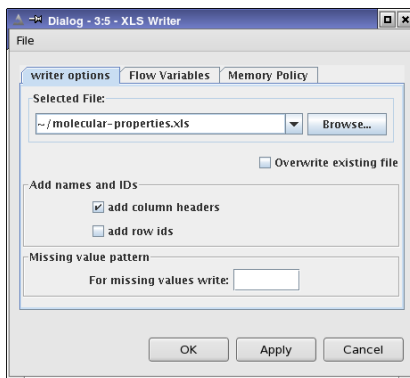 Dialog - 3:5 - XLS Writer
File
writer options Flow Variables Memory Policy
Selected File:
~/molecular-properties.xls Browse...
Overwrite existing file
Add names and IDs
add column headers
add row ids
Missing value pattern
For missing values write:
OK Apply Cancel